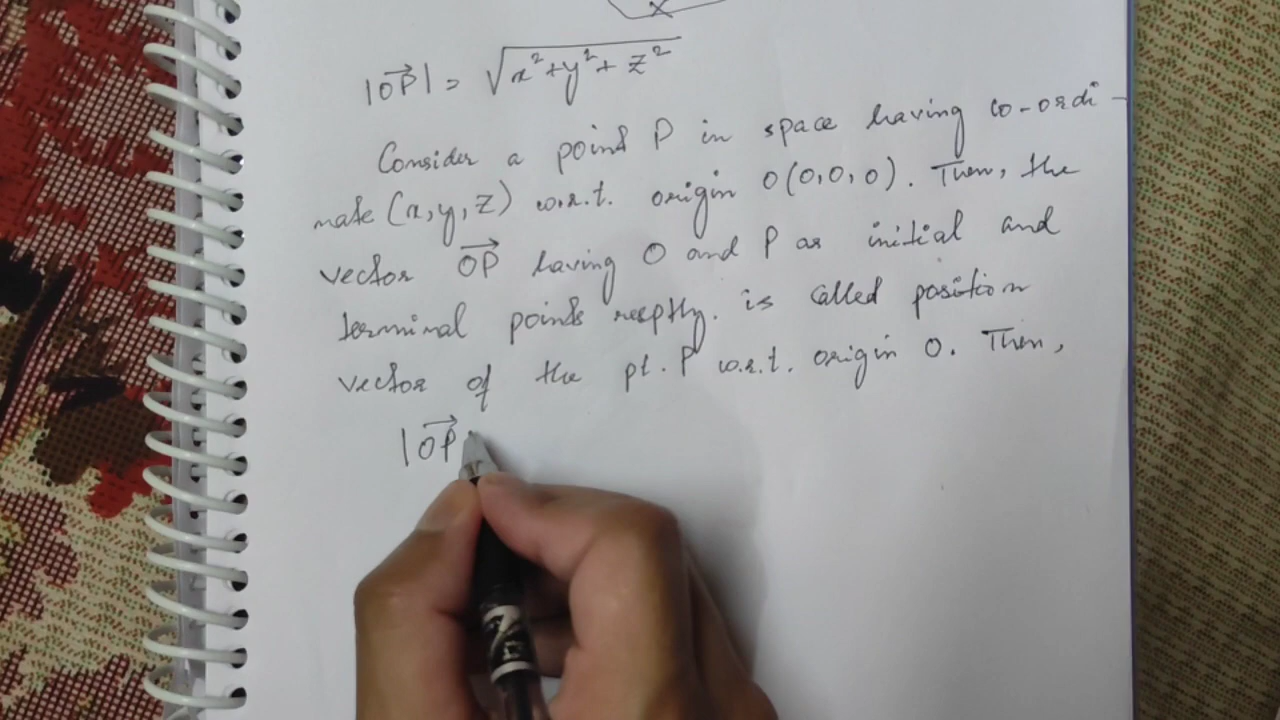 x
|OP⃗| = √x²+y²+z²
Consider a point P in space having co-ordi-
nate (x,y,z) w.r.t. origin O(0,0,0). Then, the
vector OP⃗ having O and P as initial and
terminal points resptly. is called position
vector of the pt. P w.r.t. origin O. Then,
|OP⃗